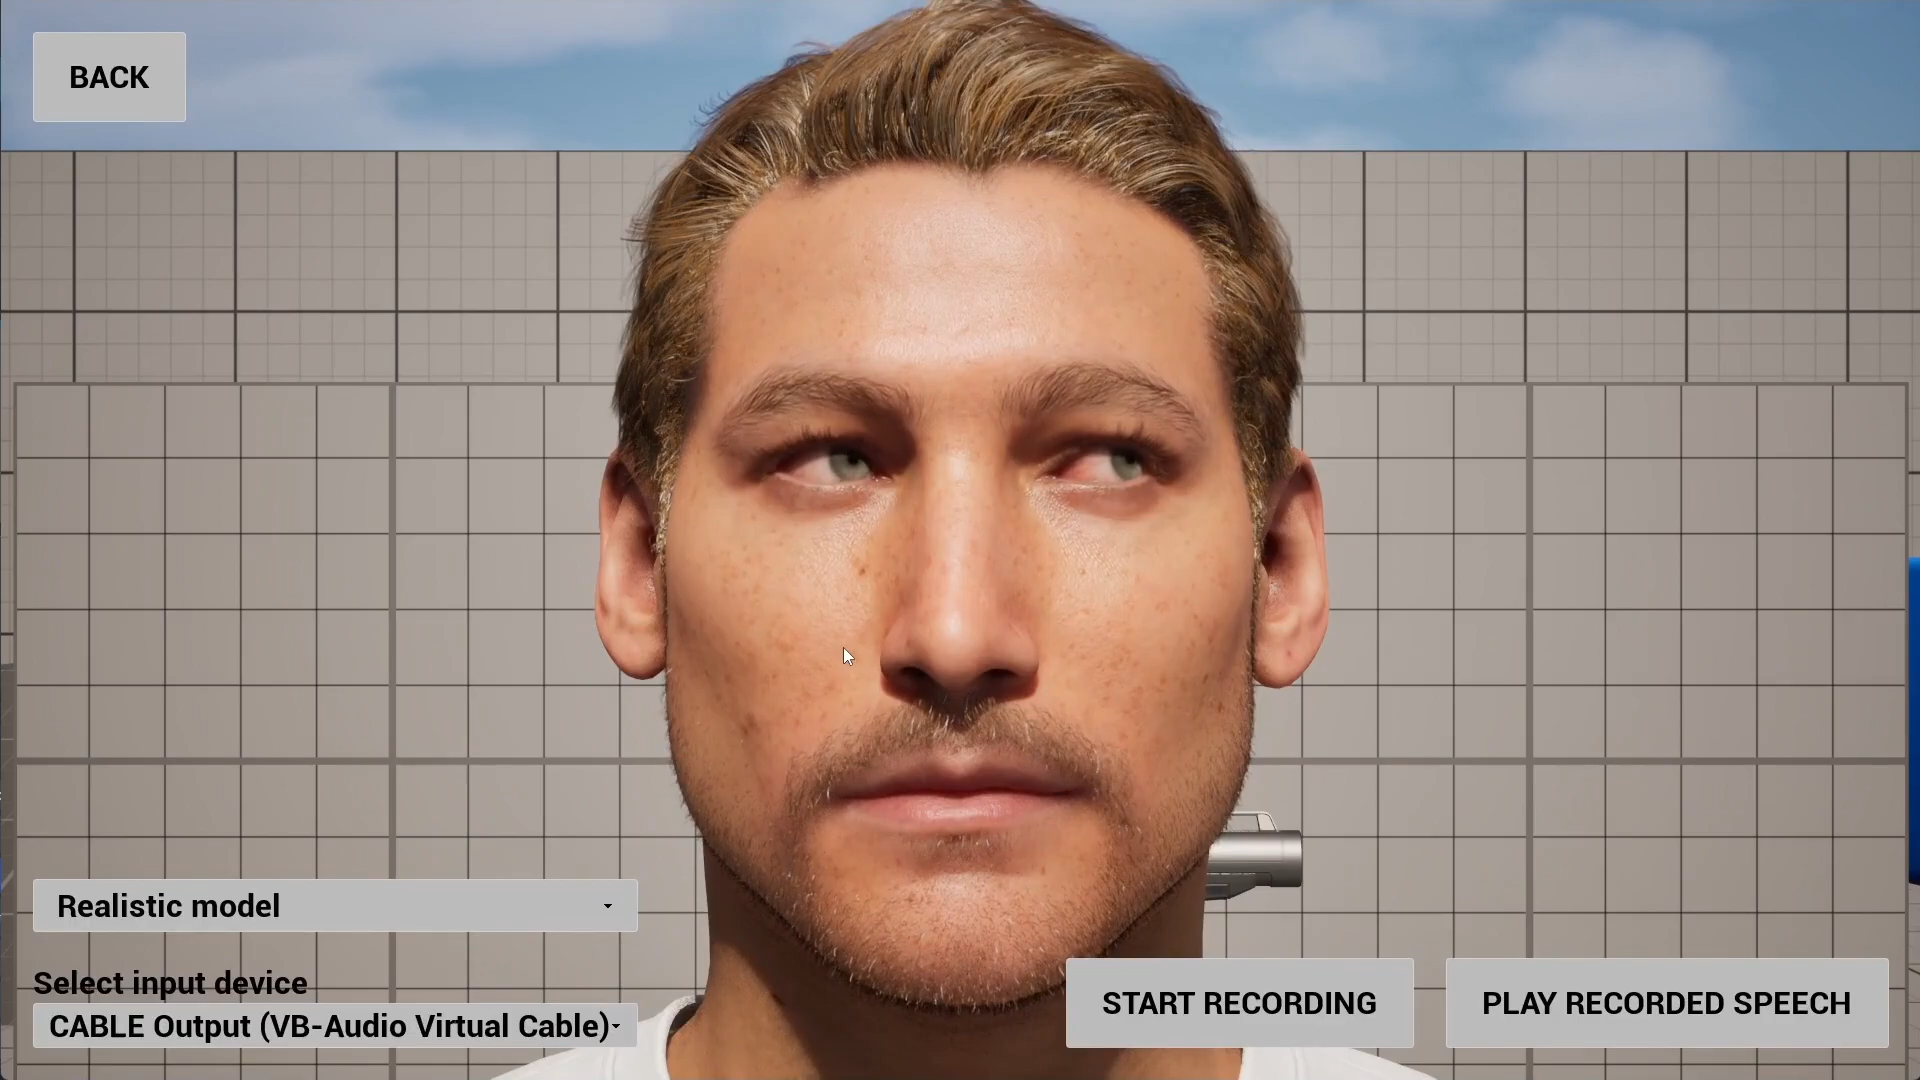 BACK
Realistic model
Select input device
CABLE Output (VB-Audio Virtual Cable)
START RECORDING
PLAY RECORDED SPEECH